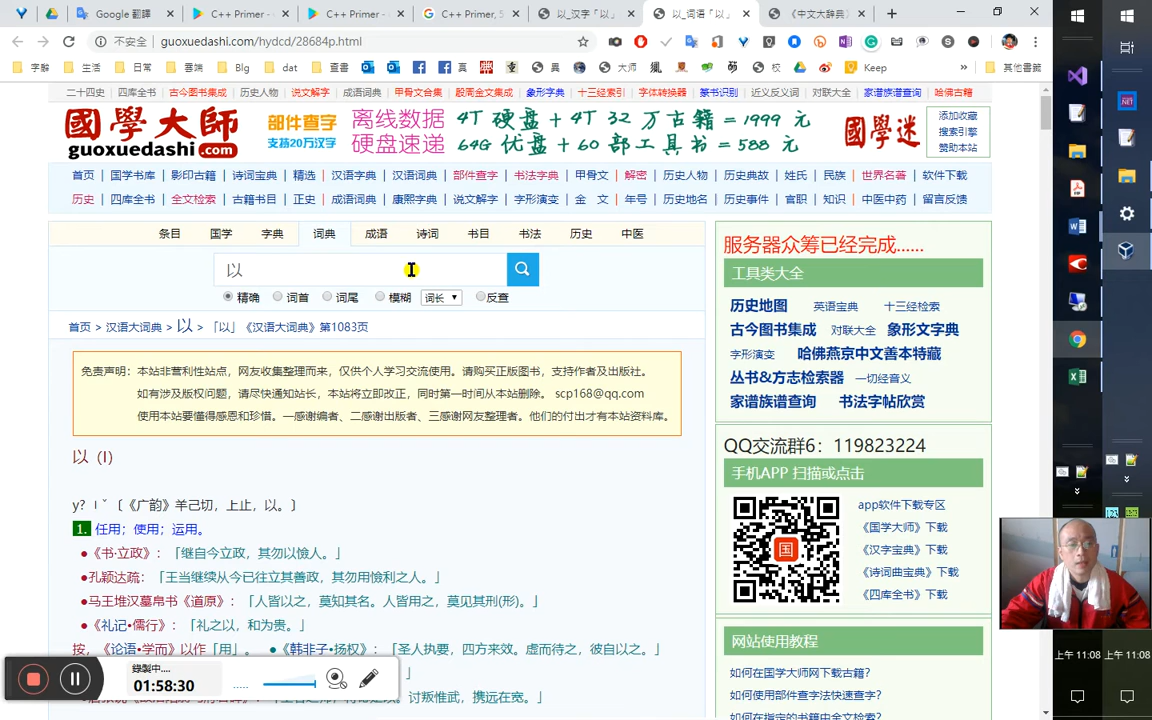 Google 翻譯
C++ Primer -
C++ Primer -
C++ Primer, 5
以_汉字「以」
以_词语「以」
《中文大辞典》
不安全
guoxuedashi.com/hydcd/28684p.html
字辭
生活
日常
雲端
Blg
dat
查書
真
異
大师
权
Keep
其他書籤
二十四史 四库全书 古今图书集成 历史人物 说文解字 成语词典 甲骨文合集 殷周金文集成 象形字典 十三经索引 字体转换器 篆书识别 近义反义词 对联大全 家谱族谱查询 哈佛古籍
國學大師
guoxuedashi.com
部件查字
支持20万汉字
离线数据
硬盘速递
4T 硬盘 + 4T 32 万古籍 = 1999 元
64G 优盘 + 60 部工具书 = 588 元
國學迷
添加收藏
搜索引擎
赞助本站
首页 | 国学书库 | 影印古籍 | 诗词宝典 | 精选 | 汉语字典 | 汉语词典 | 部件查字 | 书法字典 | 甲骨文 | 解密 | 历史人物 | 历史典故 | 姓氏 | 民族 | 世界名著 | 软件下载
历史 | 四库全书 | 全文检索 | 古籍书目 | 正史 | 成语词典 | 康熙字典 | 说文解字 | 字形演变 | 金 文 | 年号 | 历史地名 | 历史事件 | 官职 | 知识 | 中医中药 | 留言反馈
条目 国学 字典 词典 成语 诗词 书目 书法 历史 中医
以
精确 词首 词尾 模糊 词长 反查
首页 > 汉语大词典 > 以 > 「以」《汉语大词典》第1083页
免责声明：本站非营利性站点，网友收集整理而来，仅供个人学习交流使用。请购买正版图书，支持作者及出版社。
如有涉及版权问题，请尽快通知站长，本站将立即改正，同时第一时间从本站删除。 scp168@qq.com
使用本站要懂得感恩和珍惜。一感谢编者、二感谢出版者、三感谢网友整理者。他们的付出才有本站资料库。
以（I）
y? ㄧˇ〔《广韵》羊己切，上止，以。〕
1. 任用；使用；运用。
●《书·立政》：「继自今立政，其勿以憸人。」
●孔颖达疏：「王当继续从今已往立其善政，其勿用憸利之人。」
●马王堆汉墓帛书《道原》：「人皆以之，莫知其名。人皆用之，莫见其刑(形)。」
●《礼记•儒行》：「礼之以，和为贵。」
按，《论语•学而》以作「用」。 ●《韩非子•扬权》：「圣人执要，四方来效。虚而待之，彼自以之。」
讨叛惟武，携远在宽。」
服务器众筹已经完成……
工具类大全
历史地图 英语宝典 十三经检索
古今图书集成 对联大全 象形文字典
字形演变 哈佛燕京中文善本特藏
丛书&方志检索器 一切经音义
家谱族谱查询 书法字帖欣赏
QQ交流群6：119823224
手机APP 扫描或点击
国
app软件下载专区
《国学大师》下载
《汉字宝典》下载
《诗词曲宝典》下载
《四库全书》下载
网站使用教程
如何在国学大师网下载古籍？
如何使用部件查字法快速查字？
錄製中....
01:58:30
上午 11:08
上午 11:08